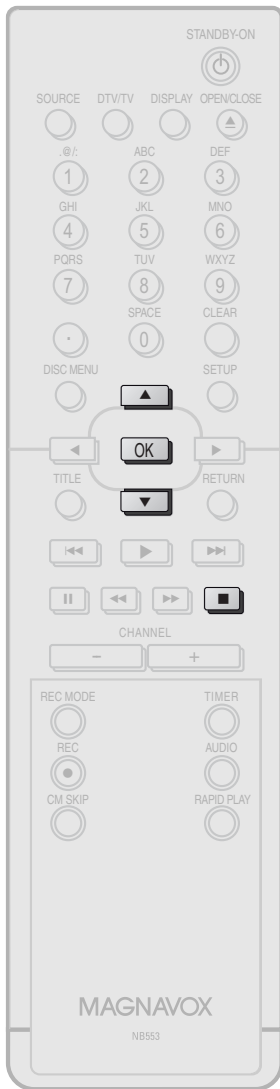 STANDBY-ON
SOURCE DTV/TV DISPLAY OPEN/CLOSE
.@/: ABC DEF
1 2 3
GHI JKL MNO
4 5 6
PQRS TUV WXYZ
7 8 9
SPACE CLEAR
. 0
DISC MENU SETUP
OK
TITLE RETURN
CHANNEL
- +
REC MODE TIMER
REC AUDIO
CM SKIP RAPID PLAY
MAGNAVOX
NB553